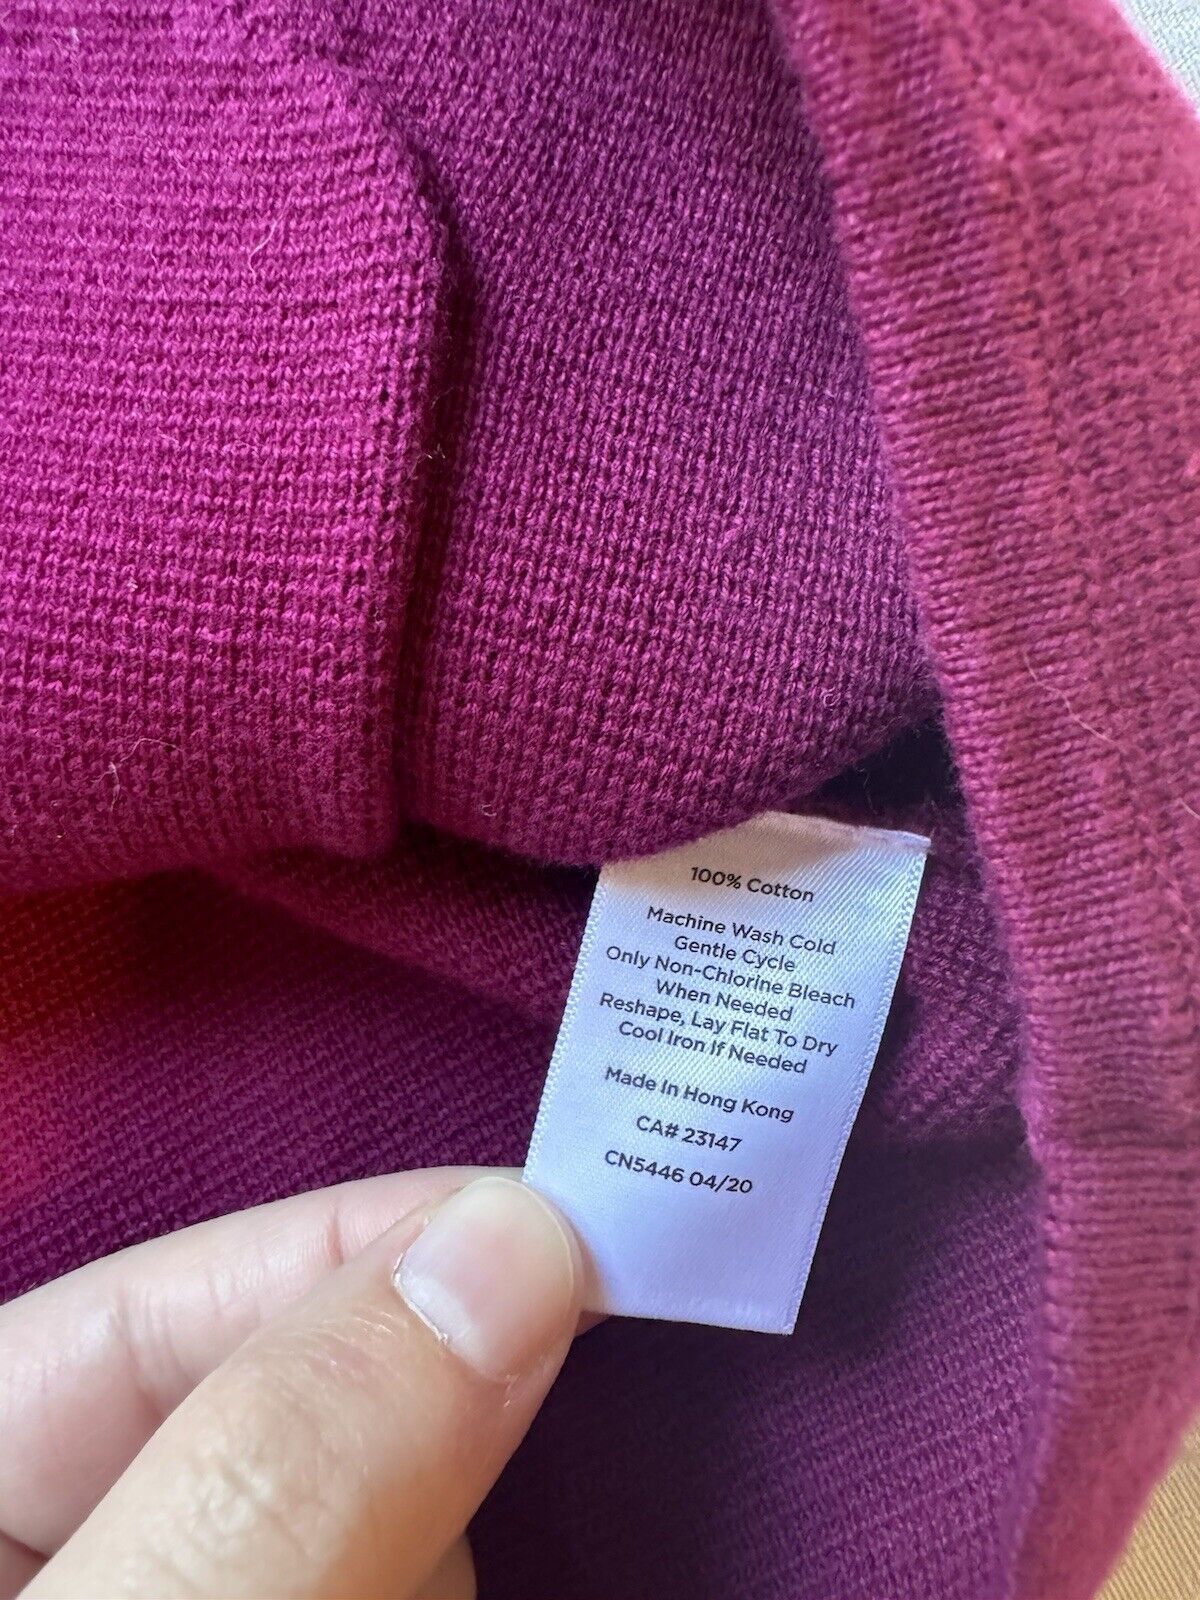 100% Cotton
Machine Wash Cold
Gentle Cycle
Only Non-Chlorine Bleach
When Needed
Reshape, Lay Flat To Dry
Cool Iron If Needed
Made In Hong Kong
CA# 23147
CN5446 04/20